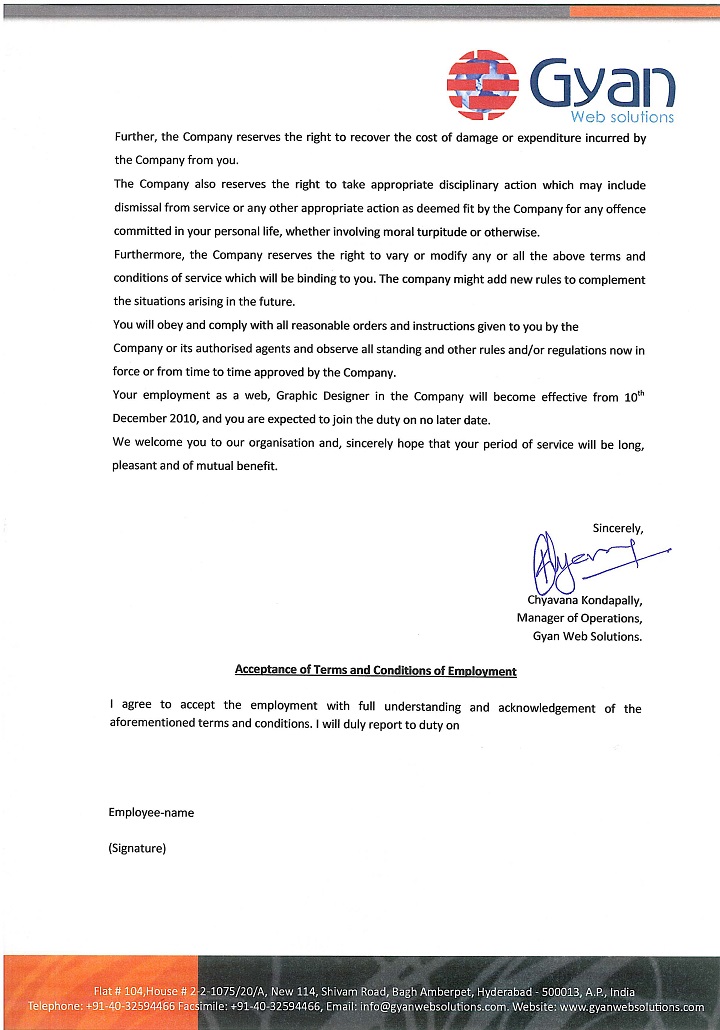 Gyan
Web solutions
Further, the Company reserves the right to recover the cost of damage or expenditure incurred by
the Company from you.
The Company also reserves the right to take appropriate disciplinary action which may include
dismissal from service or any other appropriate action as deemed fit by the Company for any offence
committed in your personal life, whether involving moral turpitude or otherwise.
Furthermore, the Company reserves the right to vary or modify any or all the above terms and
conditions of service which will be binding to you. The company might add new rules to complement
the situations arising in the future.
You will obey and comply with all reasonable orders and instructions given to you by the
Company or its authorised agents and observe all standing and other rules and/or regulations now in
force or from time to time approved by the Company.
Your employment as a web, Graphic Designer in the Company will become effective from 10th
December 2010, and you are expected to join the duty on no later date.
We welcome you to our organisation and, sincerely hope that your period of service will be long,
pleasant and of mutual benefit.
Sincerely,
Chyavana Kondapally,
Manager of Operations,
Gyan Web Solutions.
Acceptance of Terms and Conditions of Employment
I agree to accept the employment with full understanding and acknowledgement of the
aforementioned terms and conditions. I will duly report to duty on
Employee-name
(Signature)
Flat # 104,House # 2-2-1075/20/A, New 114, Shivam Road, Bagh Amberpet, Hyderabad - 500013, A.P., India
Telephone: +91-40-32594466 Facsimile: +91-40-32594466, Email: info@gyanwebsolutions.com. Website: www.gyanwebsolutions.com